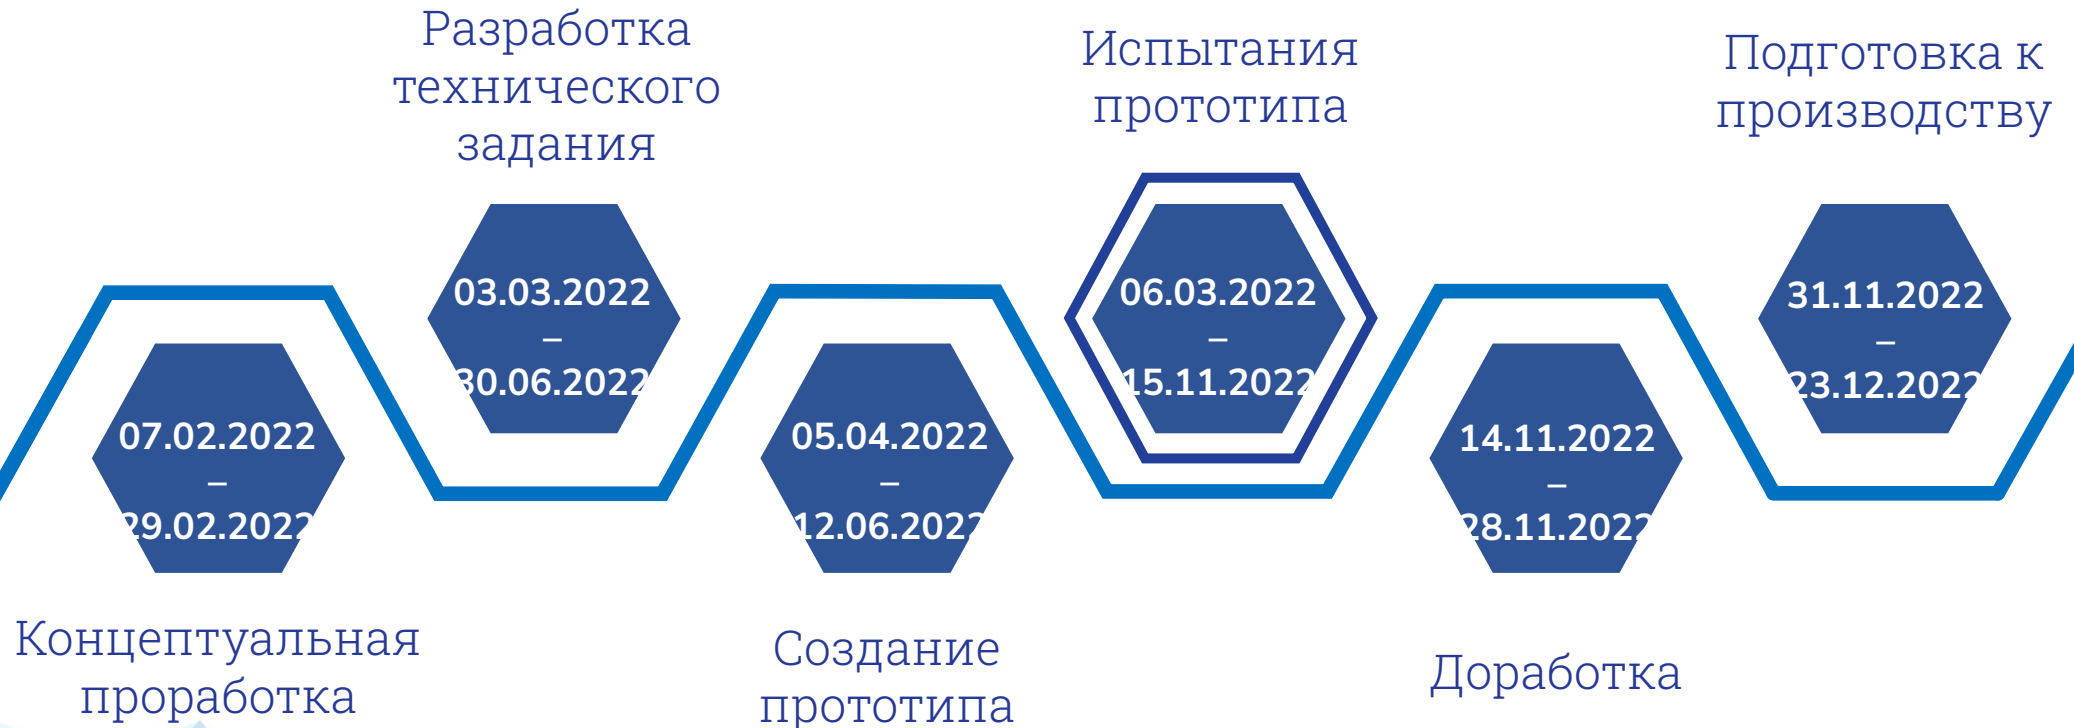 Концептуальная
проработка
07.02.2022
–
29.02.2022
Разработка
технического
задания
03.03.2022
–
30.06.2022
Создание
прототипа
05.04.2022
–
12.06.2022
Испытания
прототипа
06.03.2022
–
15.11.2022
Доработка
14.11.2022
–
28.11.2022
Подготовка к
производству
31.11.2022
–
23.12.2022